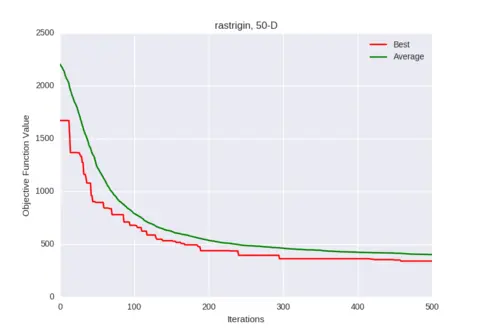 rastrigin, 50-D
2500
2000
1500
1000
500
0
Objective Function Value
Best
Average
0 100 200 300 400 500
Iterations